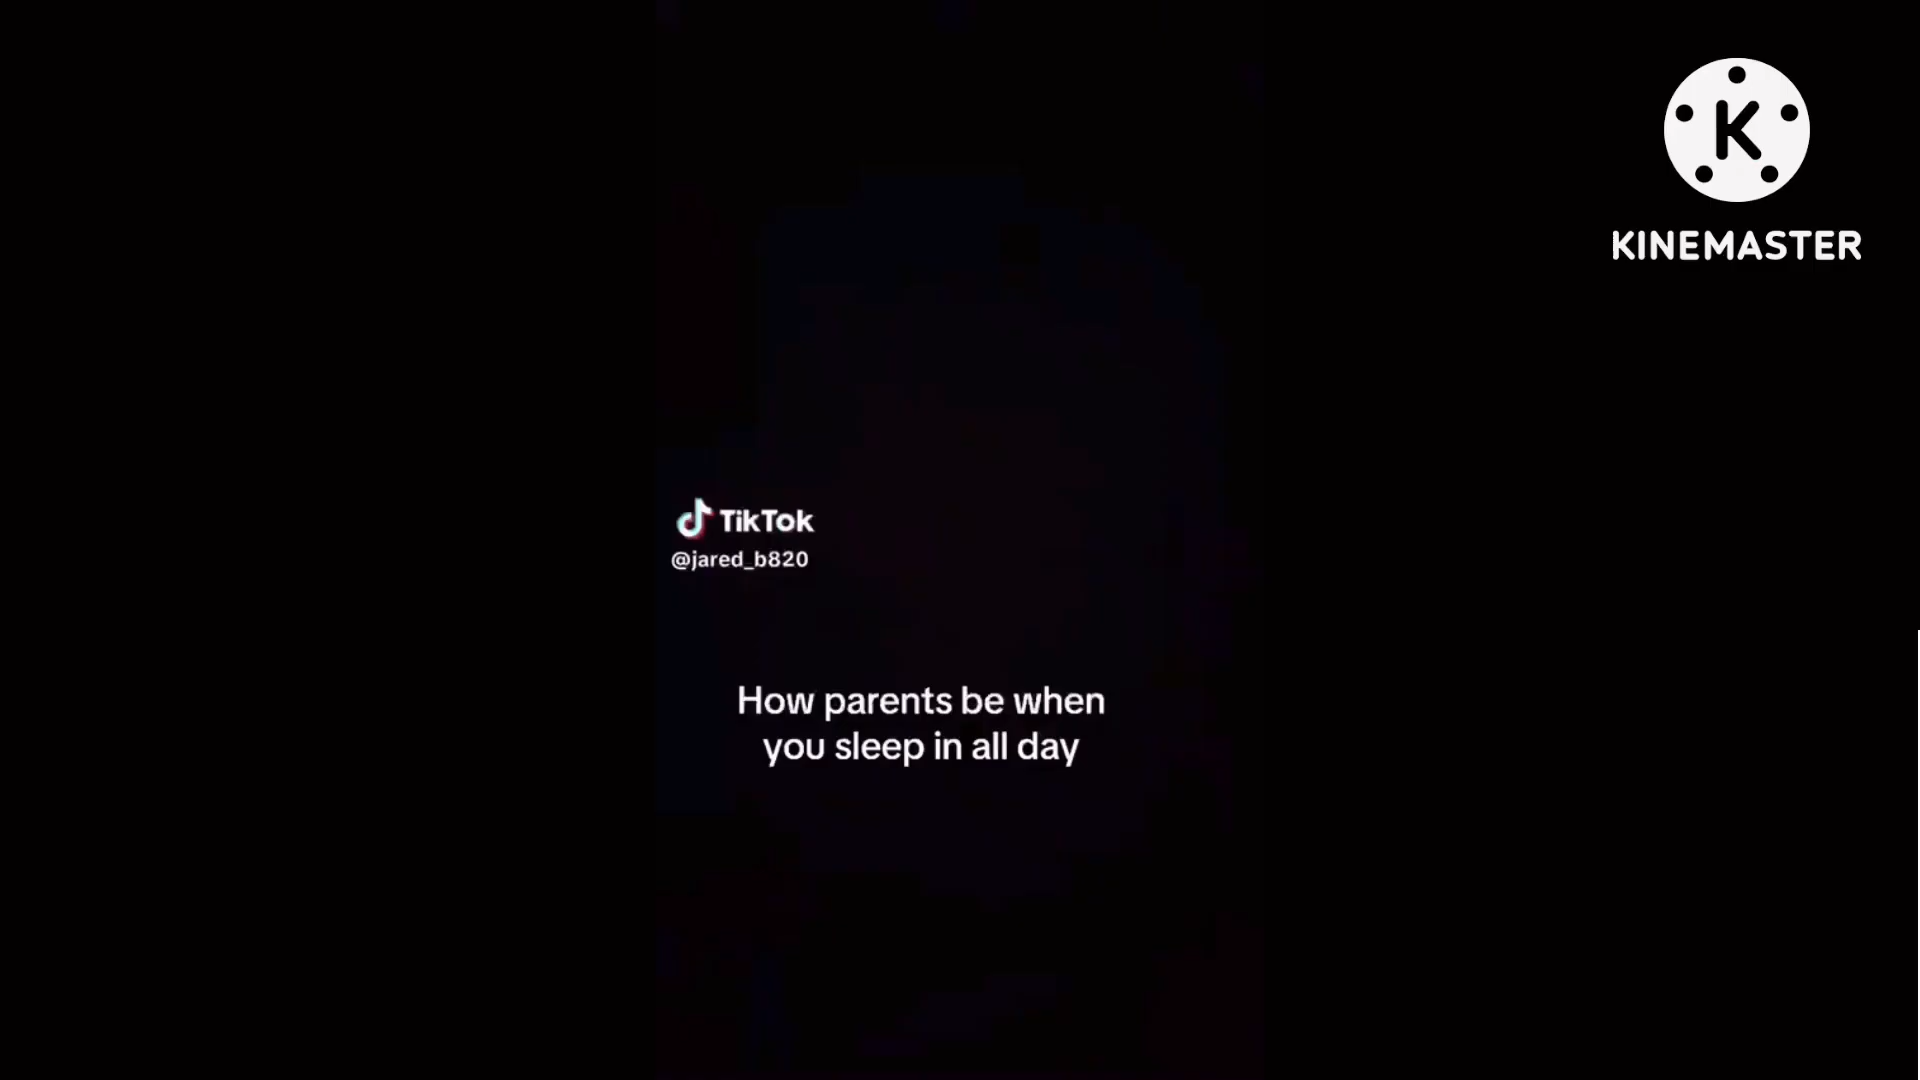 K
KINEMASTER
TikTok
@jared_b820
How parents be when
you sleep in all day